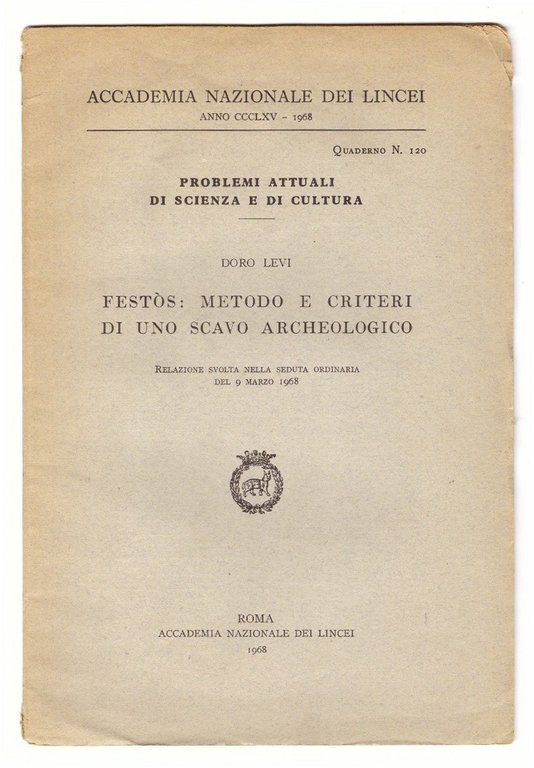 ACCADEMIA NAZIONALE DEI LINCEI
ANNO CCCLXV – 1968
QUADERNO N. 120
PROBLEMI ATTUALI
DI SCIENZA E DI CULTURA
DORO LEVI
FESTÒS: METODO E CRITERI
DI UNO SCAVO ARCHEOLOGICO
RELAZIONE SVOLTA NELLA SEDUTA ORDINARIA
DEL 9 MARZO 1968
ROMA
ACCADEMIA NAZIONALE DEI LINCEI
1968